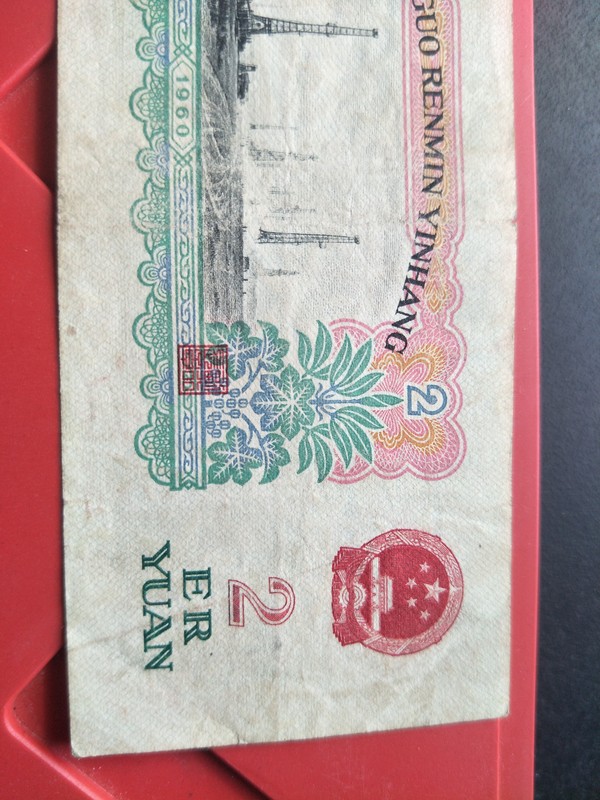 GUO RENMIN YINHANG
2
1960
2
ER
YUAN